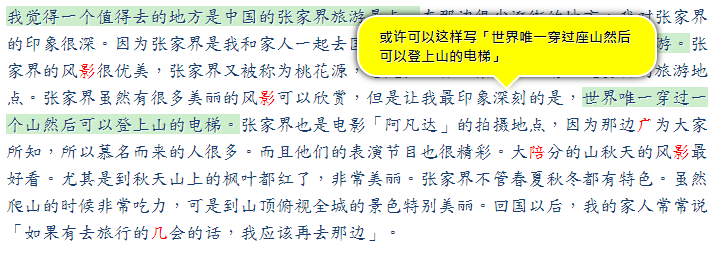 我觉得一个值得去的地方是中国的张家界旅游 我对张家界
或许可以这样写「世界唯一穿过座山然后
可以登上山的电梯」
的印象很深。因为张家界是我和家人一起去 游。张
家界的风影很优美，张家界又被称为桃花源， 旅游地
点。张家界虽然有很多美丽的风影可以欣赏，但是让我最印象深刻的是，世界唯一穿过一
个山然后可以登上山的电梯。张家界也是电影「阿凡达」的拍摄地点，因为那边广为大家
所知，所以慕名而来的人很多。而且他们的表演节目也很精彩。大陪分的山秋天的风影最
好看。尤其是到秋天山上的枫叶都红了，非常美丽。张家界不管春夏秋冬都有特色。虽然
爬山的时候非常吃力，可是到山顶俯视全城的景色特别美丽。回国以后，我的家人常常说
「如果有去旅行的几会的话，我应该再去那边」。